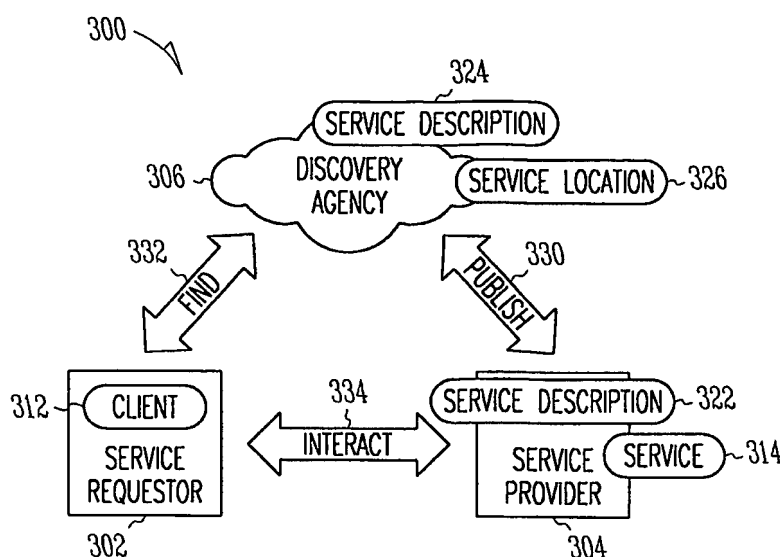 300
324
SERVICE DESCRIPTION
306
DISCOVERY
AGENCY
SERVICE LOCATION
326
332
FIND
330
PUBLISH
312
CLIENT
SERVICE
REQUESTOR
302
334
INTERACT
SERVICE DESCRIPTION
322
SERVICE
PROVIDER
SERVICE
314
304